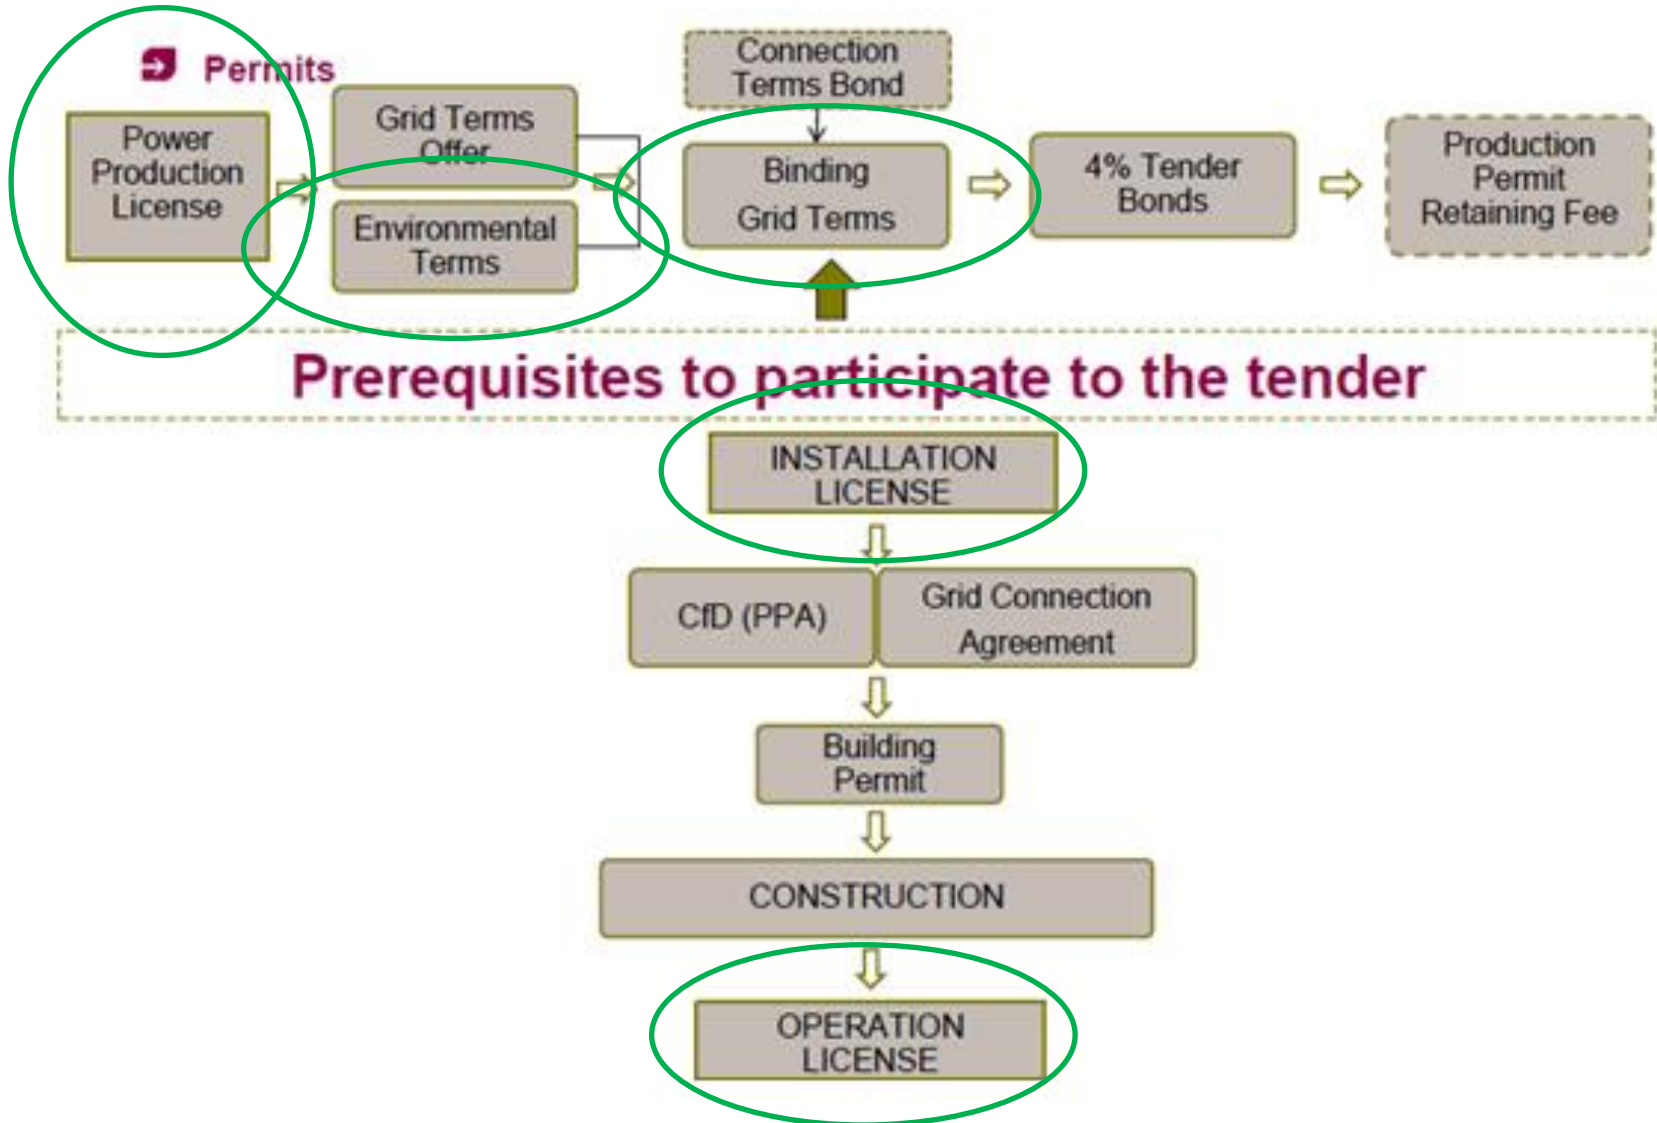 Permits
Power
Production
License
Grid Terms
Offer
Environmental
Terms
Connection
Terms Bond
Binding
Grid Terms
4% Tender
Bonds
Production
Permit
Retaining Fee
Prerequisites to participate to the tender
INSTALLATION
LICENSE
CfD (PPA)
Grid Connection
Agreement
Building
Permit
CONSTRUCTION
OPERATION
LICENSE